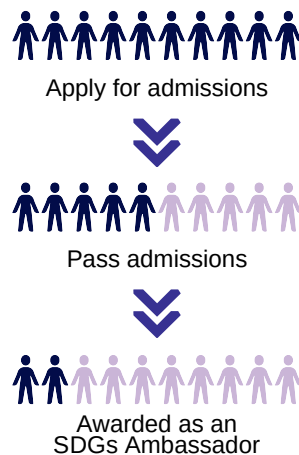 Apply for admissions
Pass admissions
Awarded as an
SDGs Ambassador